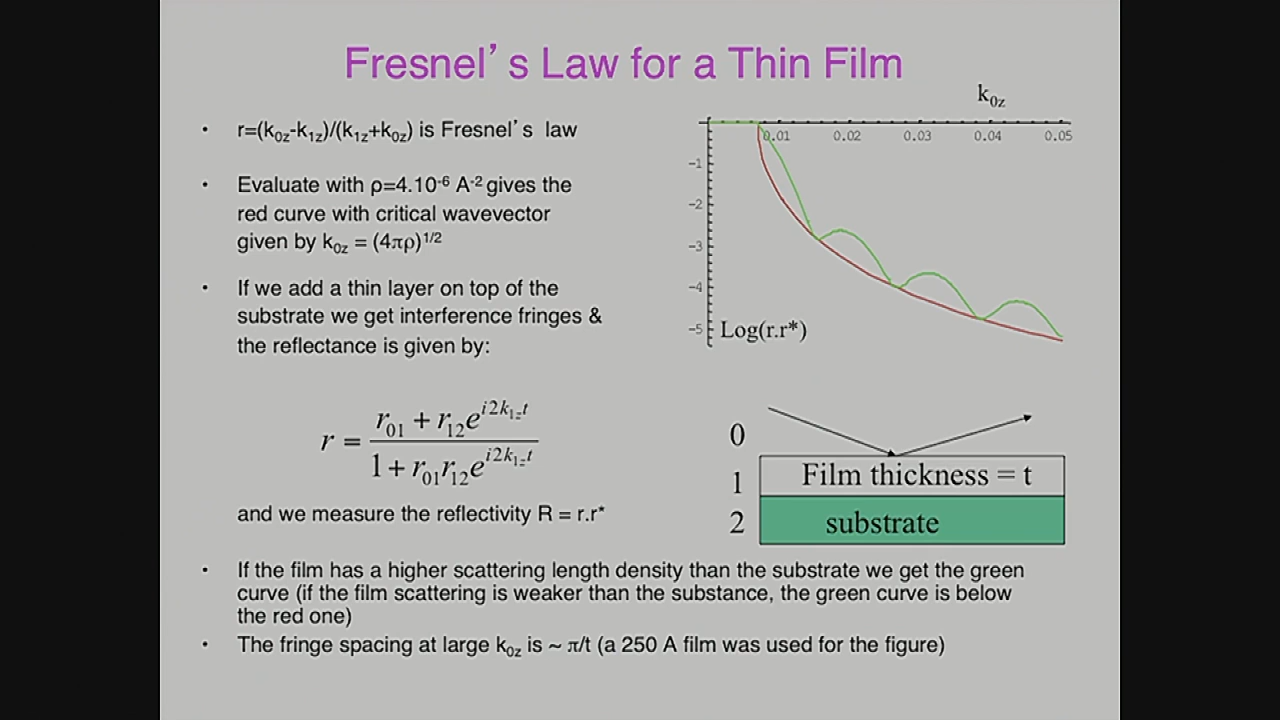 Fresnel's Law for a Thin Film
• r=(k₀z-k₁z)/(k₁z+k₀z) is Fresnel's law
• Evaluate with ρ=4.10⁻⁶ A⁻² gives the
red curve with critical wavevector
given by k₀z = (4πρ)¹/²
• If we add a thin layer on top of the
substrate we get interference fringes &
the reflectance is given by:
r = (r₀₁ + r₁₂e^{i2k₁zt}) / (1 + r₀₁r₁₂e^{i2k₁zt})
and we measure the reflectivity R = r.r*
k₀z
0.01 0.02 0.03 0.04 0.05
-1
-2
-3
-4
-5
Log(r.r*)
0
1 Film thickness = t
2 substrate
• If the film has a higher scattering length density than the substrate we get the green
curve (if the film scattering is weaker than the substance, the green curve is below
the red one)
• The fringe spacing at large k₀z is ~ π/t (a 250 A film was used for the figure)